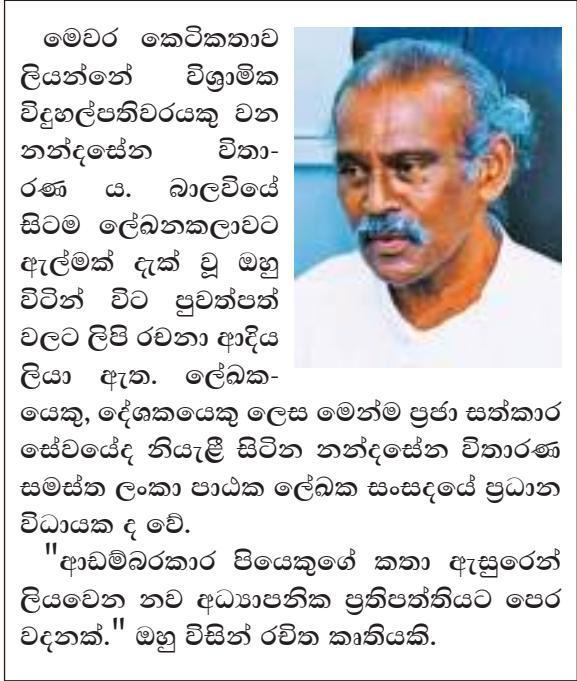 මෙවර කෙටිකතාව
ලියන්නේ විශ්‍රාමික
විදුහල්පතිවරයකු වන
නන්දසේන විතා-
රණ ය. බාලවියේ
සිටම ලේඛනකලාවට
ඇල්මක් දැක් වූ ඔහු
විටින් විට පුවත්පත්
වලට ලිපි රචනා ආදිය
ලියා ඇත. ලේඛක-
යෙකු, දේශකයෙකු ලෙස මෙන්ම ප්‍රජා සත්කාර
සේවයේද නියැළී සිටින නන්දසේන විතාරණ
සමස්ත ලංකා පාඨක ලේඛක සංසදයේ ප්‍රධාන
විධායක ද වේ.
"ආඩම්බරකාර පියෙකුගේ කතා ඇසුරෙන්
ලියවෙන නව අධ්‍යාපනික ප්‍රතිපත්තියට පෙර
වදනක්." ඔහු විසින් රචිත කෘතියකි.